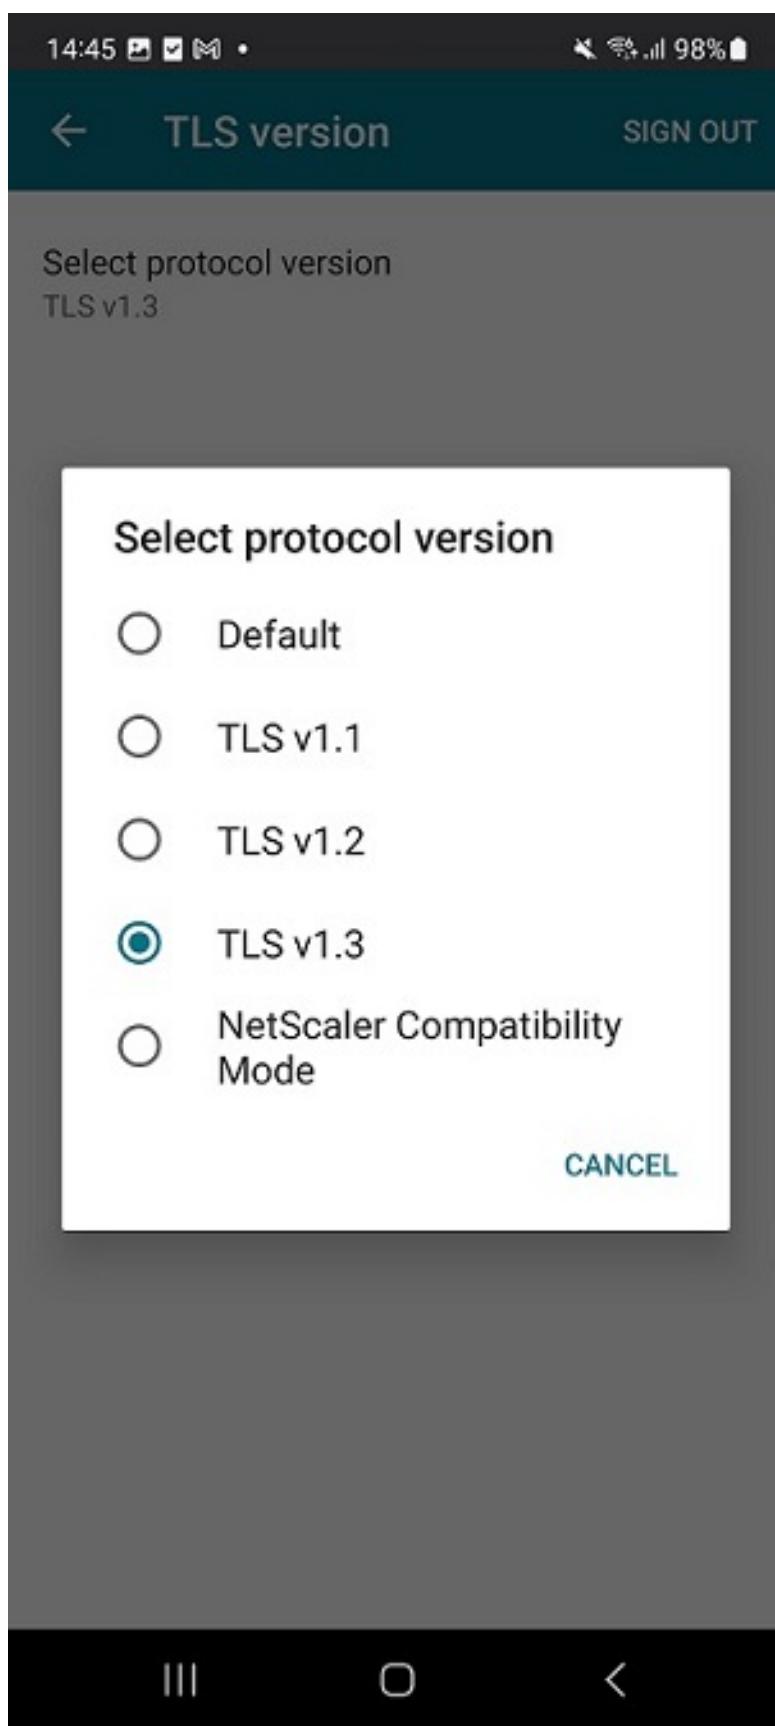 14:45 98%
TLS version SIGN OUT
Select protocol version
TLS v1.3
Select protocol version
Default
TLS v1.1
TLS v1.2
TLS v1.3
NetScaler Compatibility
Mode
CANCEL